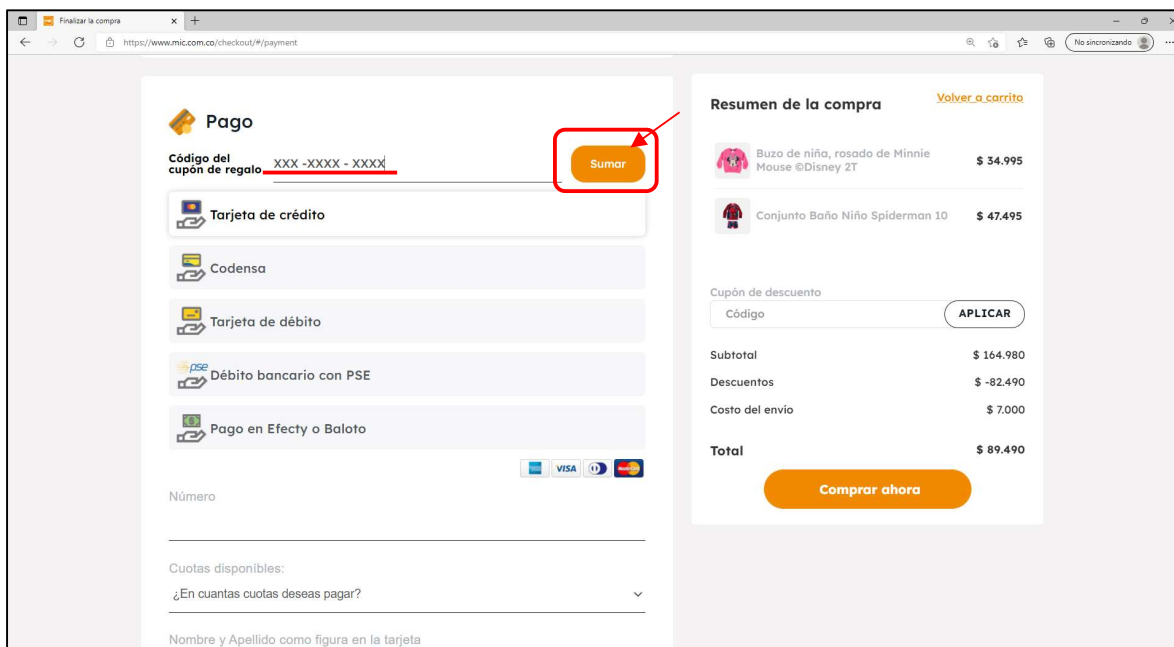 Finalizar la compra
https://www.mic.com.co/checkout/#/payment
No sincronizando
Pago
Código del
cupón de regalo
XXX -XXXX - XXXX
Sumar
Tarjeta de crédito
Codensa
Tarjeta de débito
pse
Débito bancario con PSE
Pago en Efecty o Baloto
VISA
Número
Cuotas disponibles:
¿En cuantas cuotas deseas pagar?
Nombre y Apellido como figura en la tarjeta
Resumen de la compra
Volver a carrito
Buzo de niña, rosado de Minnie
Mouse ©Disney 2T
$ 34.995
Conjunto Baño Niño Spiderman 10
$ 47.495
Cupón de descuento
Código
APLICAR
Subtotal
$ 164.980
Descuentos
$ -82.490
Costo del envío
$ 7.000
Total
$ 89.490
Comprar ahora